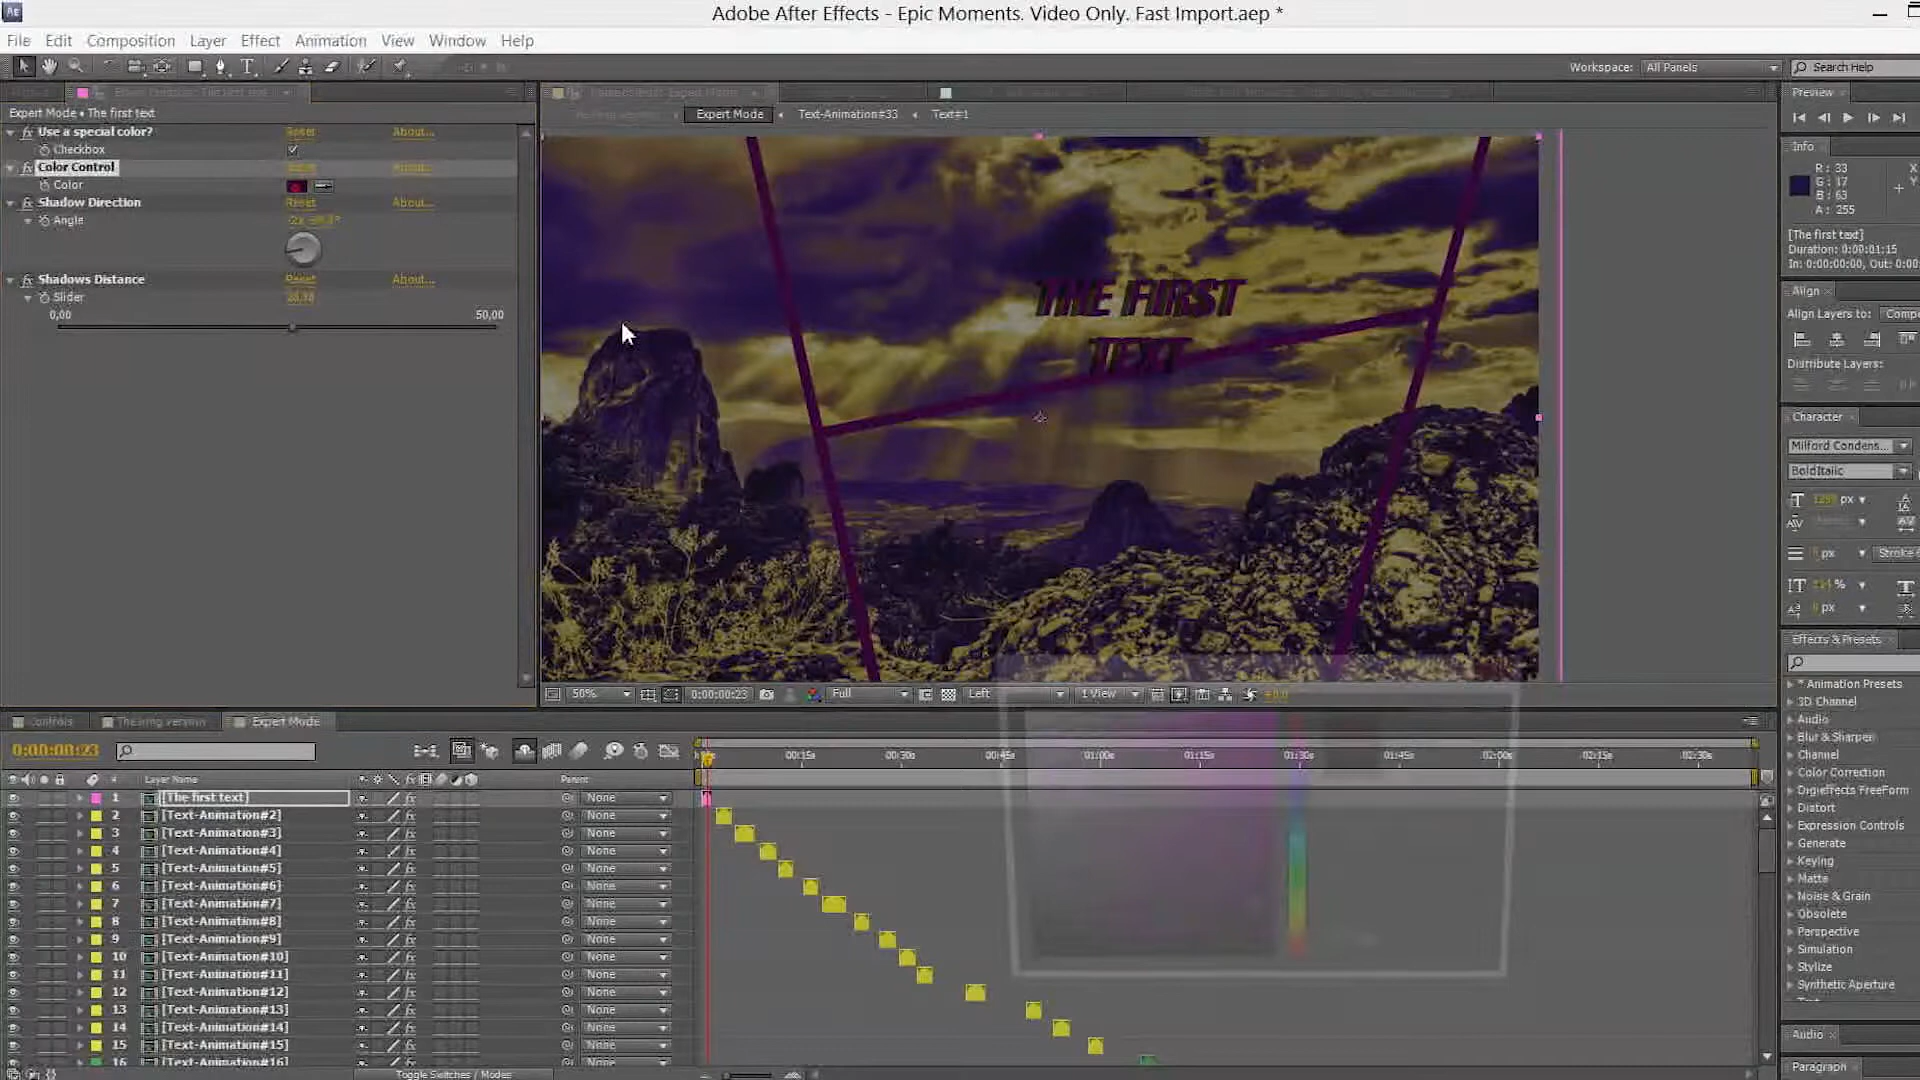 Ae
Adobe After Effects - Epic Moments. Video Only. Fast Import.aep *
File Edit Composition Layer Effect Animation View Window Help
Workspace: All Panels
Search Help
Expert Mode • The first text
Use a special color? Reset About...
Checkbox
Color Control About...
Color
Shadow Direction Reset About...
Angle
Shadows Distance Reset About...
Slider
0,00 50,00
Expert Mode Text-Animation#33 Text#1
THE FIRST
TEXT
50% 0:00:00:23 Full Left 1 View
Preview
Info
R: 33
G: 17
B: 63
A: 255
X
Y
[The first text]
Duration: 0:00:01:15
In: 0:00:00:00, Out: 0:00
Align
Align Layers to: Compo
Distribute Layers:
Character
Milford Condens...
BoldItalic
px
px
%
px
Stroke
Effects & Presets
* Animation Presets
3D Channel
Audio
Blur & Sharpen
Channel
Color Correction
Digieffects FreeForm
Distort
Expression Controls
Generate
Keying
Matte
Noise & Grain
Obsolete
Perspective
Simulation
Stylize
Synthetic Aperture
Text
Audio
Paragraph
Controls Expert Mode
0:00:00:23
00:15s 00:30s 00:45s 01:00s 01:15s 01:30s 01:45s 02:00s 02:15s 02:30s
# Layer Name Parent
1 [The first text] None
2 [Text-Animation#2] None
3 [Text-Animation#3] None
4 [Text-Animation#4] None
5 [Text-Animation#5] None
6 [Text-Animation#6] None
7 [Text-Animation#7] None
8 [Text-Animation#8] None
9 [Text-Animation#9] None
10 [Text-Animation#10] None
11 [Text-Animation#11] None
12 [Text-Animation#12] None
13 [Text-Animation#13] None
14 [Text-Animation#14] None
15 [Text-Animation#15] None
16 [Text-Animation#16] None
Toggle Switches / Modes